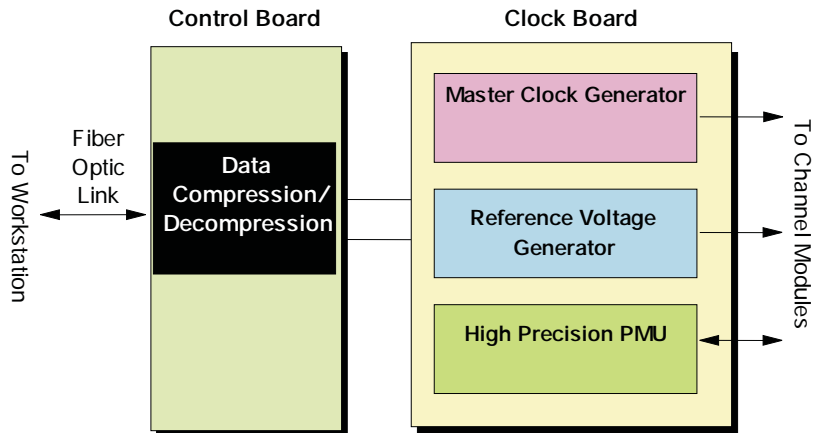 Control Board
Clock Board
To Workstation
Fiber
Optic
Link
Data
Compression/
Decompression
Master Clock Generator
Reference Voltage
Generator
High Precision PMU
To Channel Modules